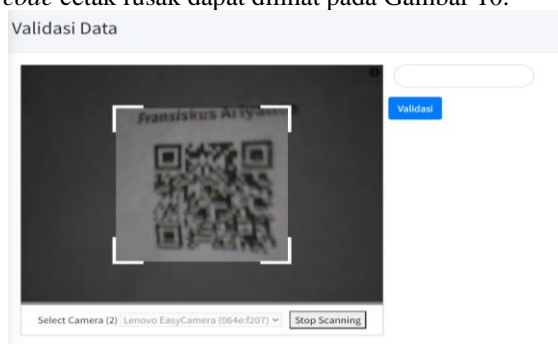 code cetak rusak dapat dilihat pada Gambar 10.
Validasi Data
Fransiskus
Validasi
Select Camera (2) Lenovo EasyCamera (064e:f207) Stop Scanning